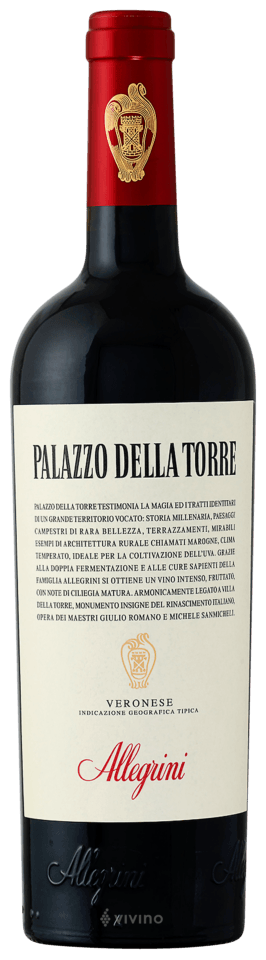 PALAZZO DELLA TORRE
PALAZZO DELLA TORRE TESTIMONIA LA MAGIA ED I TRATTI IDENTITARI
DI UN GRANDE TERRITORIO VOCATO: STORIA MILLENARIA, PAESAGGI
CAMPESTRI DI RARA BELLEZZA, TERRAZZAMENTI, MIRABILI
ESEMPI DI ARCHITETTURA RURALE CHIAMATI MAROGNE, CLIMA
TEMPERATO, IDEALE PER LA COLTIVAZIONE DELL'UVA. GRAZIE
ALLA DOPPIA FERMENTAZIONE E ALLE CURE SAPIENTI DELLA
FAMIGLIA ALLEGRINI SI OTTIENE UN VINO INTENSO, FRUTTATO,
CON NOTE DI CILIEGIA MATURA. ARMONICAMENTE LEGATO A VILLA
DELLA TORRE, MONUMENTO INSIGNE DEL RINASCIMENTO ITALIANO,
OPERA DEI MAESTRI GIULIO ROMANO E MICHELE SANMICHELI.
VERONESE
INDICAZIONE GEOGRAFICA TIPICA
Allegrini
Allegrini
vivino